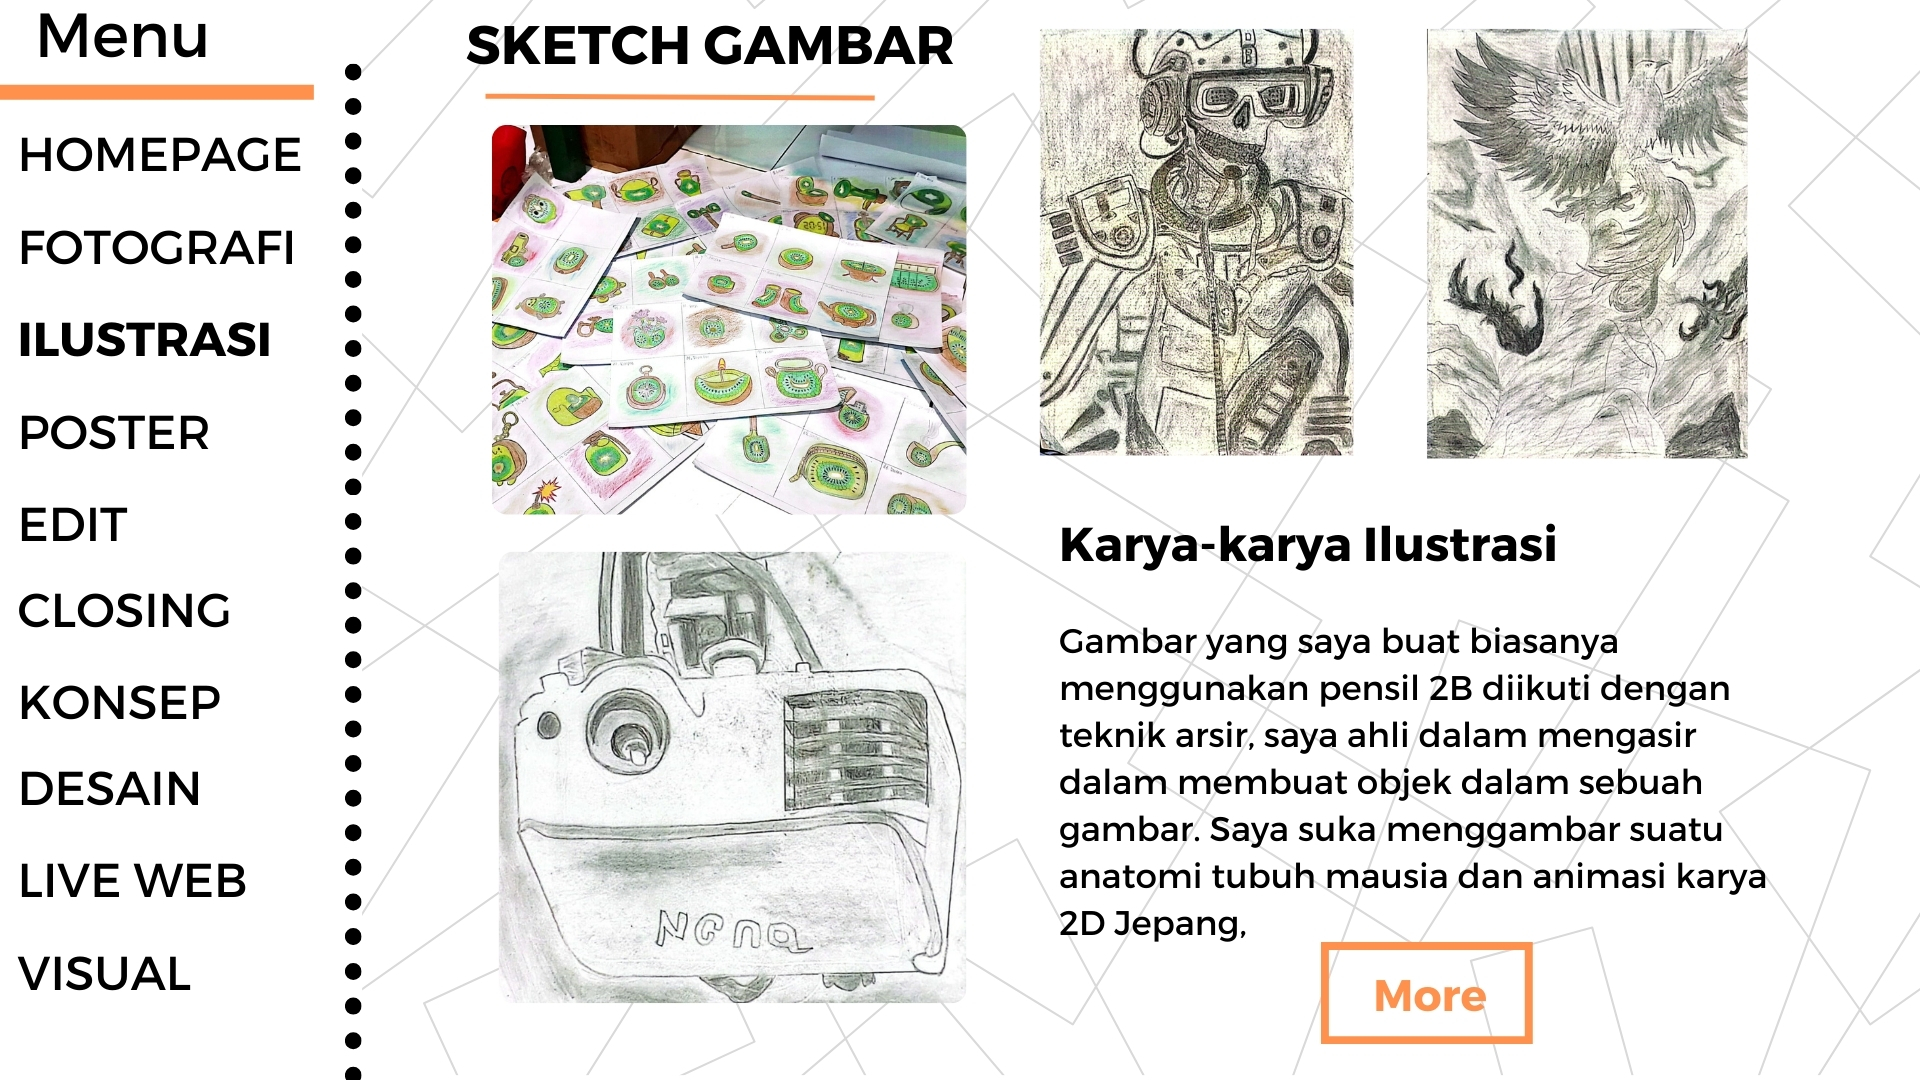 Menu
HOMEPAGE
FOTOGRAFI
ILUSTRASI
POSTER
EDIT
CLOSING
KONSEP
DESAIN
LIVE WEB
VISUAL
SKETCH GAMBAR
Karya-karya Ilustrasi
Gambar yang saya buat biasanya
menggunakan pensil 2B diikuti dengan
teknik arsir, saya ahli dalam mengasir
dalam membuat objek dalam sebuah
gambar. Saya suka menggambar suatu
anatomi tubuh mausia dan animasi karya
2D Jepang,
More